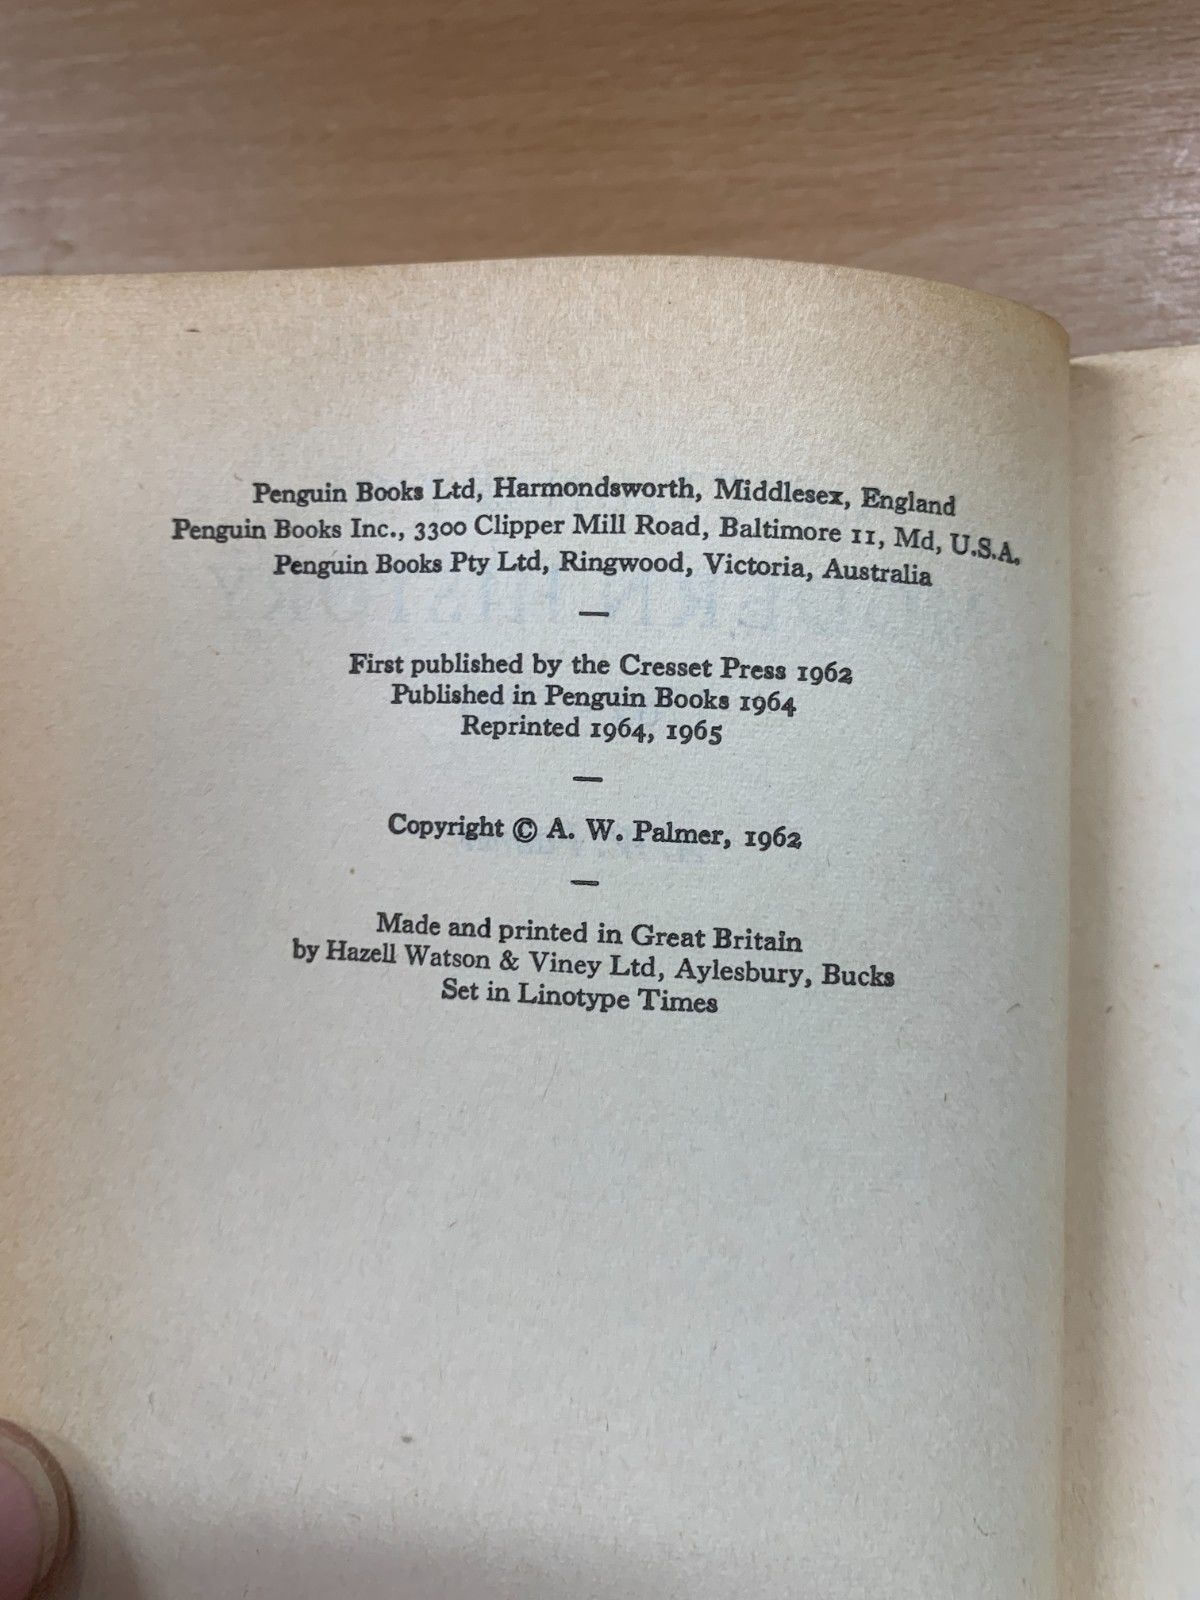 Penguin Books Ltd, Harmondsworth, Middlesex, England
Penguin Books Inc., 3300 Clipper Mill Road, Baltimore 11, Md, U.S.A.
Penguin Books Pty Ltd, Ringwood, Victoria, Australia
—
First published by the Cresset Press 1962
Published in Penguin Books 1964
Reprinted 1964, 1965
—
Copyright © A. W. Palmer, 1962
—
Made and printed in Great Britain
by Hazell Watson & Viney Ltd, Aylesbury, Bucks
Set in Linotype Times